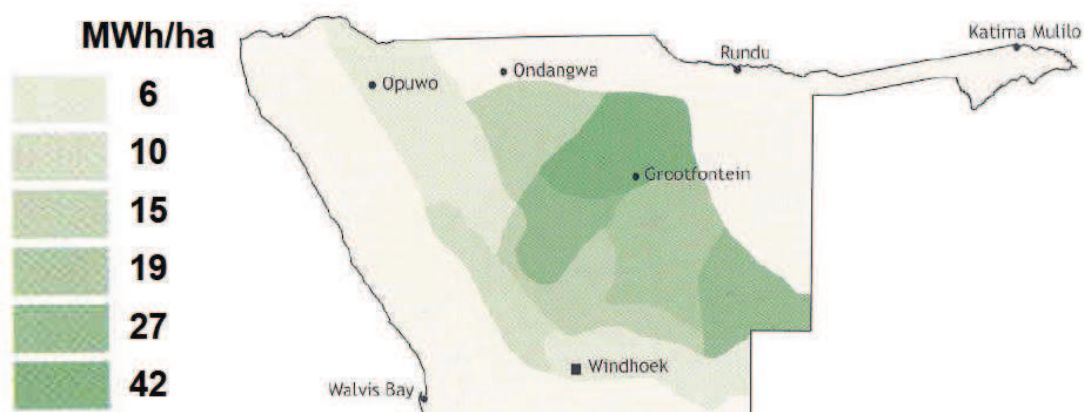 MWh/ha
6
10
15
19
27
42
Katima Mulilo
Rundu
Ondangwa
Opuwo
Grootfontein
Windhoek
Walvis Bay